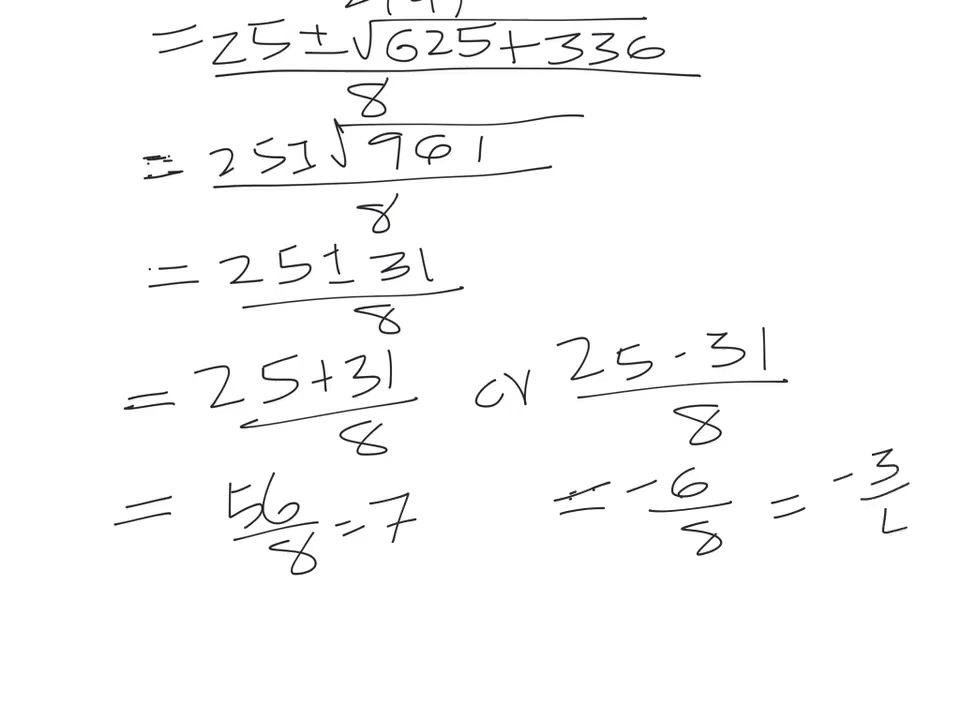 = 25 ± √625 + 336
8
= 25 ± √961
8
= 25 ± 31
8
= 25 + 31 or 25 - 31
8 8
= 56/8 = 7 = -6/8 = -3/